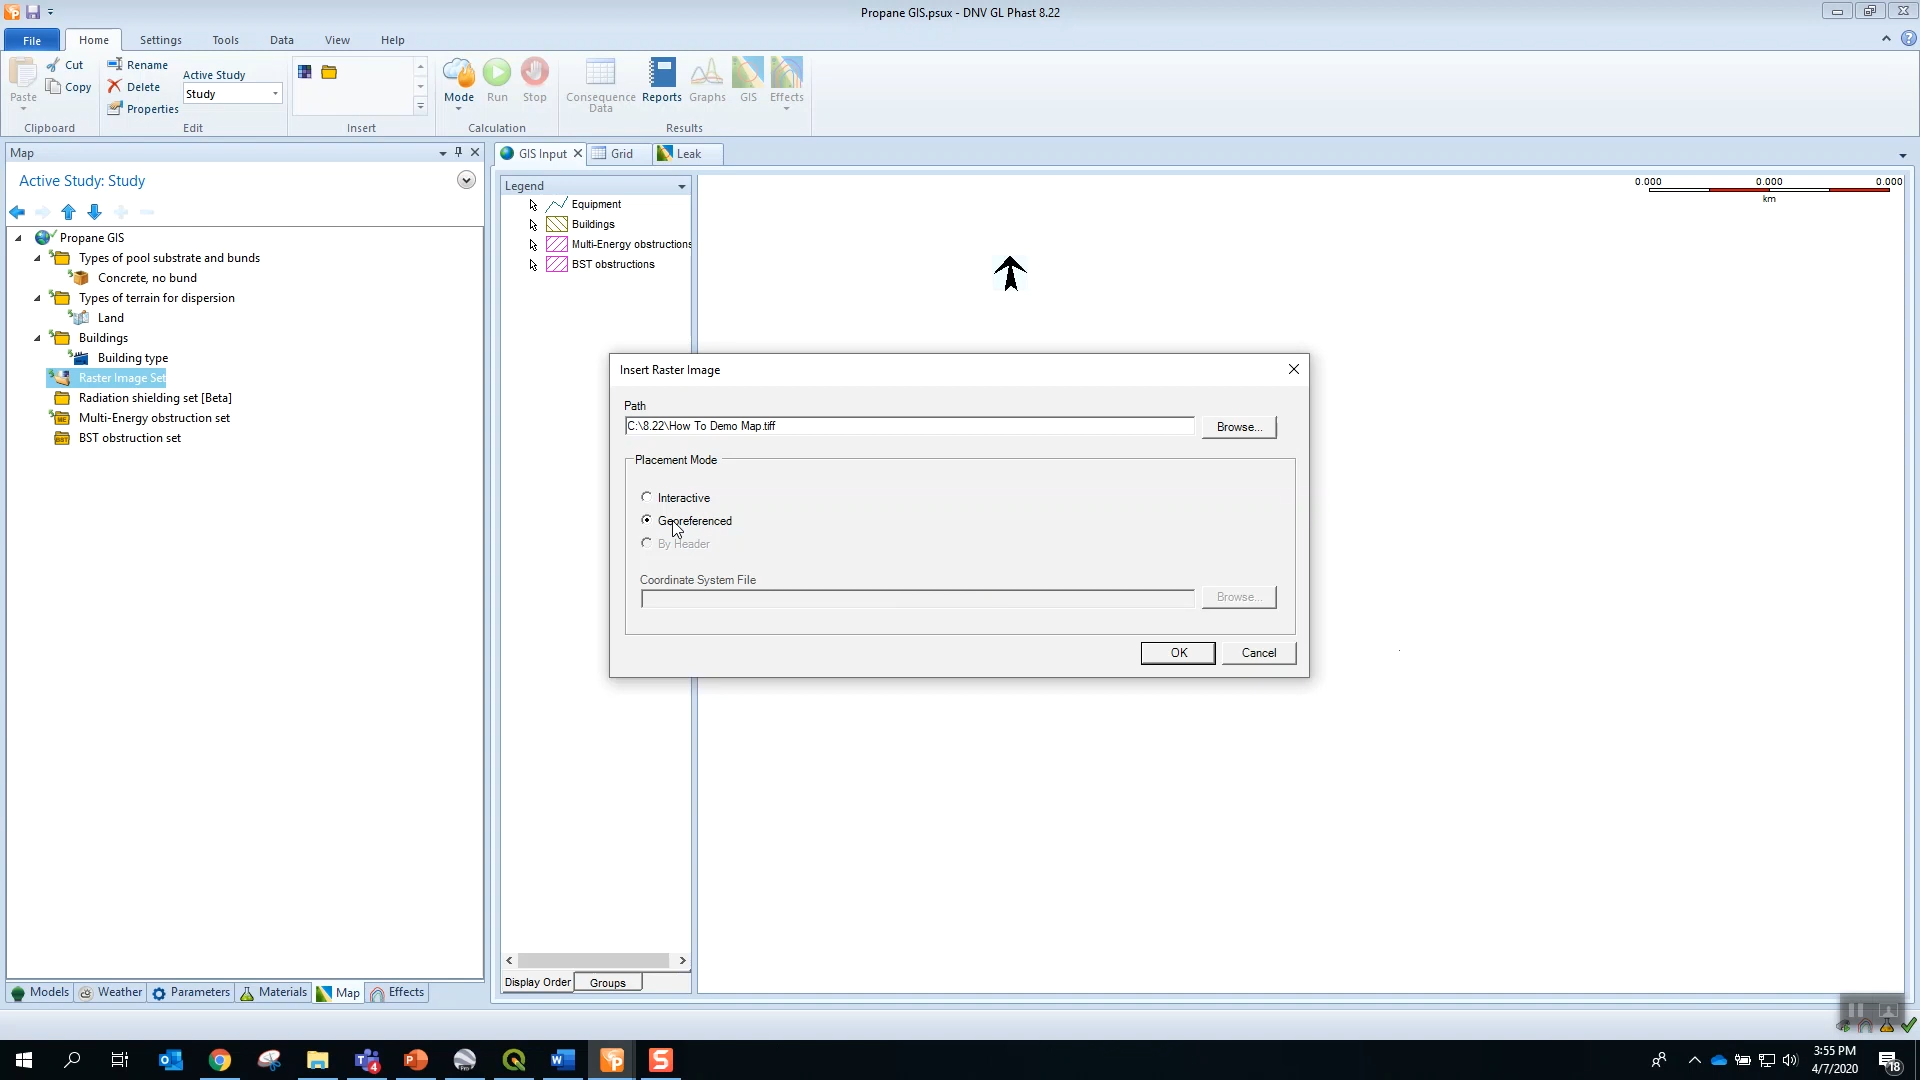 Propane GIS.psux - DNV GL Phast 8.22
File Home Settings Tools Data View Help
Paste Cut Copy
Clipboard
Rename Delete Properties
Active Study
Study
Edit
Insert
Mode Run Stop
Calculation
Consequence Data Reports Graphs GIS Effects
Results
Map
Active Study: Study
Propane GIS
Types of pool substrate and bunds
Concrete, no bund
Types of terrain for dispersion
Land
Buildings
Building type
Raster Image Set
Radiation shielding set [Beta]
Multi-Energy obstruction set
BST obstruction set
Models Weather Parameters Materials Map Effects
GIS Input Grid Leak
Legend
Equipment
Buildings
Multi-Energy obstructions
BST obstructions
Display Order Groups
0.000 0.000 0.000
km
Insert Raster Image
Path
C:\8.22\How To Demo Map.tiff Browse...
Placement Mode
Interactive
Georeferenced
By Header
Coordinate System File
Browse...
OK Cancel
3:55 PM
4/7/2020
4
18